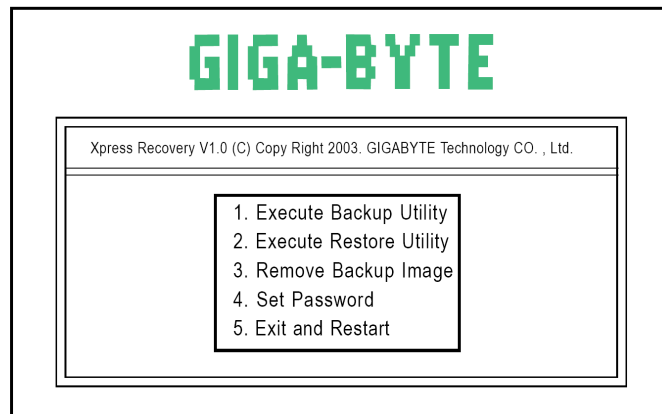 GIGA-BYTE
Xpress Recovery V1.0 (C) Copy Right 2003. GIGABYTE Technology CO. , Ltd.
1. Execute Backup Utility
2. Execute Restore Utility
3. Remove Backup Image
4. Set Password
5. Exit and Restart